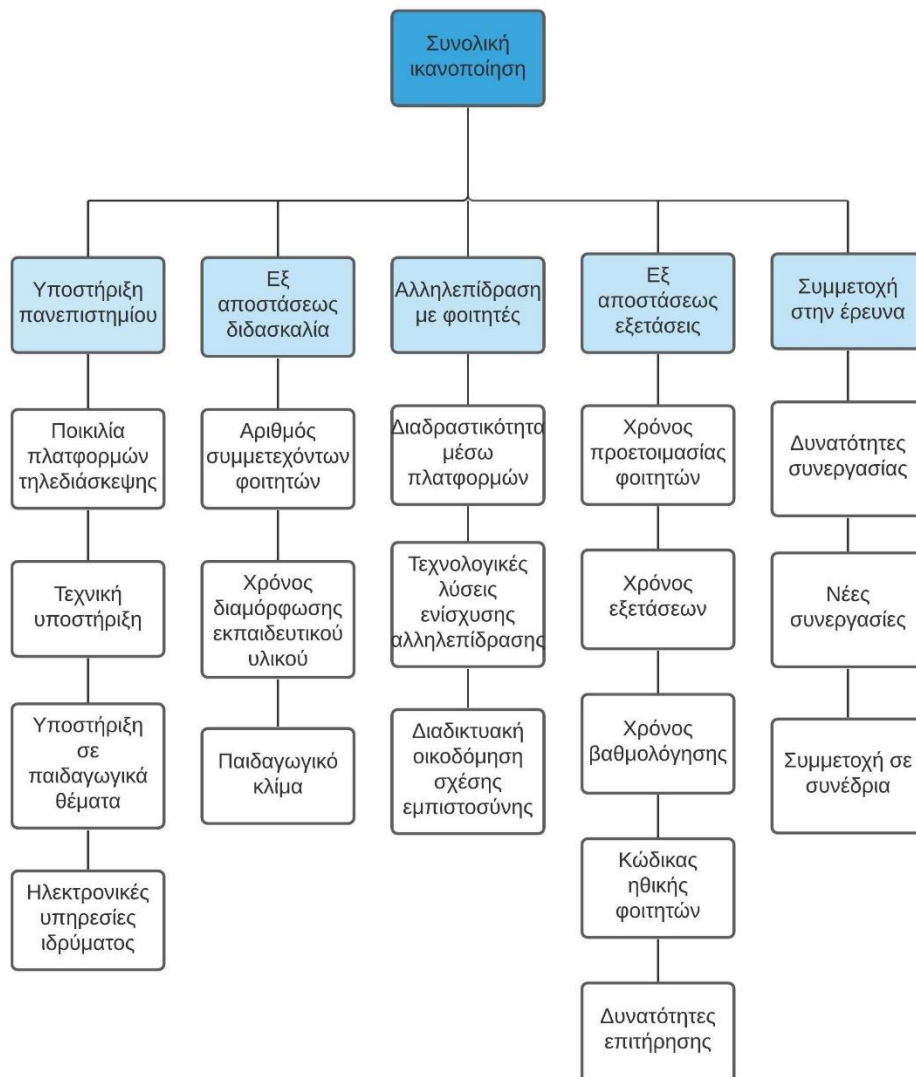 Συνολική
ικανοποίηση
Υποστήριξη
πανεπιστημίου
Εξ
αποστάσεως
διδασκαλία
Αλληλεπίδραση
με φοιτητές
Εξ
αποστάσεως
εξετάσεις
Συμμετοχή
στην έρευνα
Ποικιλία
πλατφορμών
τηλεδιάσκεψης
Τεχνική
υποστήριξη
Υποστήριξη
σε
παιδαγωγικά
θέματα
Ηλεκτρονικές
υπηρεσίες
ιδρύματος
Αριθμός
συμμετεχόντων
φοιτητών
Χρόνος
διαμόρφωσης
εκπαιδευτικού
υλικού
Παιδαγωγικό
κλίμα
Διαδραστικότητα
μέσω
πλατφορμών
Τεχνολογικές
λύσεις
ενίσχυσης
αλληλεπίδρασης
Διαδικτυακή
οικοδόμηση
σχέσης
εμπιστοσύνης
Χρόνος
προετοιμασίας
φοιτητών
Χρόνος
εξετάσεων
Χρόνος
βαθμολόγησης
Κώδικας
ηθικής
φοιτητών
Δυνατότητες
επιτήρησης
Δυνατότητες
συνεργασίας
Νέες
συνεργασίες
Συμμετοχή σε
συνέδρια